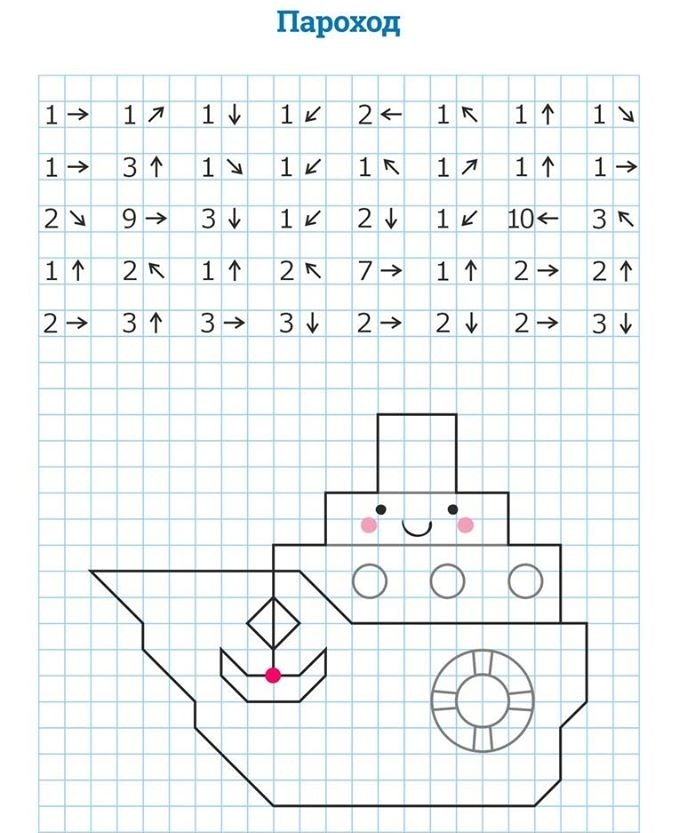 Пароход
1→ 1↗ 1↓ 1↙ 2← 1↖ 1↑ 1↘
1→ 3↑ 1↘ 1↙ 1↖ 1↗ 1↑ 1→
2↘ 9→ 3↓ 1↙ 2↓ 1↙ 10← 3↖
1↑ 2↖ 1↑ 2↖ 7→ 1↑ 2→ 2↑
2→ 3↑ 3→ 3↓ 2→ 2↓ 2→ 3↓